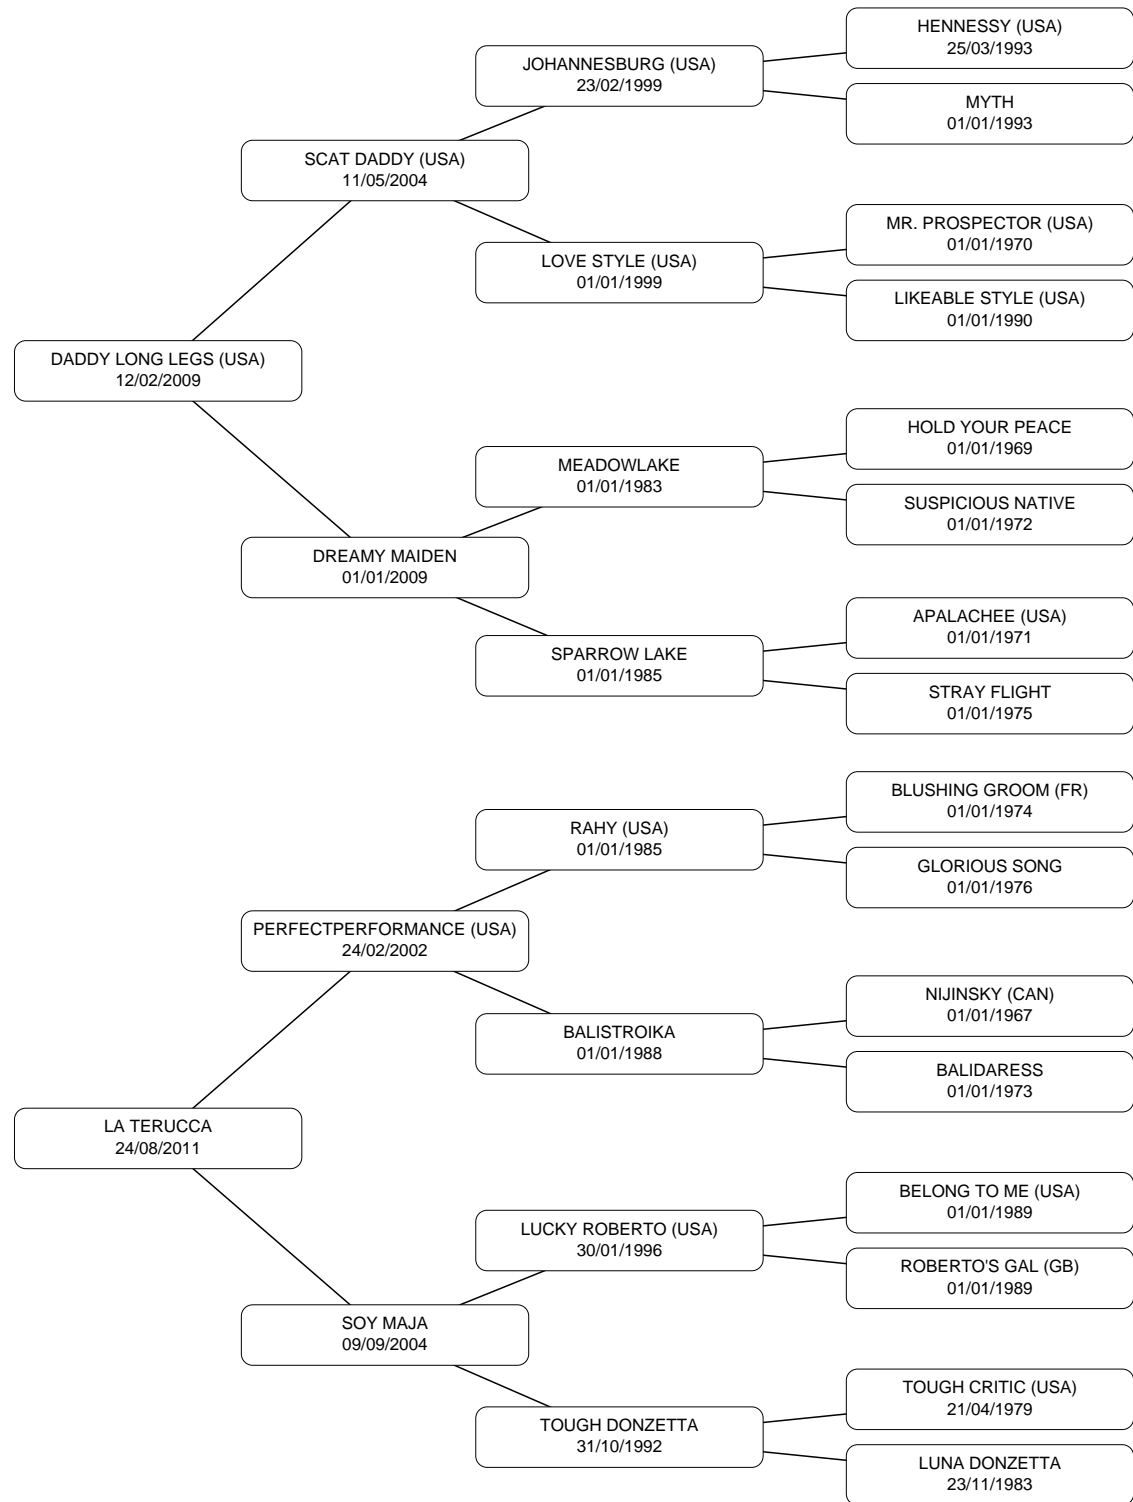 HENNESSY (USA)
25/03/1993
JOHANNESBURG (USA)
23/02/1999
MYTH
01/01/1993
SCAT DADDY (USA)
11/05/2004
MR. PROSPECTOR (USA)
01/01/1970
LOVE STYLE (USA)
01/01/1999
LIKEABLE STYLE (USA)
01/01/1990
DADDY LONG LEGS (USA)
12/02/2009
HOLD YOUR PEACE
01/01/1969
MEADOWLAKE
01/01/1983
SUSPICIOUS NATIVE
01/01/1972
DREAMY MAIDEN
01/01/2009
APALACHEE (USA)
01/01/1971
SPARROW LAKE
01/01/1985
STRAY FLIGHT
01/01/1975
BLUSHING GROOM (FR)
01/01/1974
RAHY (USA)
01/01/1985
GLORIOUS SONG
01/01/1976
PERFECTPERFORMANCE (USA)
24/02/2002
NIJINSKY (CAN)
01/01/1967
BALISTROIKA
01/01/1988
BALIDARESS
01/01/1973
LA TERUCCA
24/08/2011
BELONG TO ME (USA)
01/01/1989
LUCKY ROBERTO (USA)
30/01/1996
ROBERTO'S GAL (GB)
01/01/1989
SOY MAJA
09/09/2004
TOUGH CRITIC (USA)
21/04/1979
TOUGH DONZETTA
31/10/1992
LUNA DONZETTA
23/11/1983